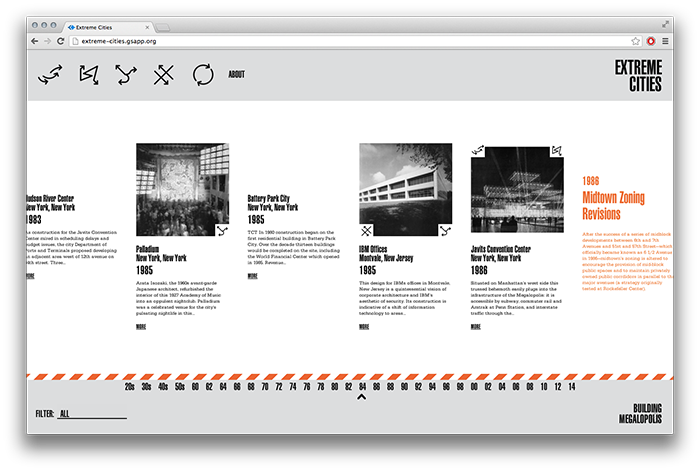 Extreme Cities
extreme-cities.gsapp.org
ABOUT
EXTREME
CITIES
Hudson River Center
New York, New York
1983
As construction for the Javits Convention
Center mired in scheduling delays and
budget issues, the city Department of
Ports and Terminals proposed developing
an adjacent area west of 12th avenue on
34th street. Three...
MORE
Palladium
New York, New York
1985
Arata Isozaki, the 1980s avant-garde
Japanese architect, refurbished the
interior of this 1927 Academy of Music
into an opulent nightclub. Palladium
was a celebrated venue for the city's
pulsating nightlife in this...
MORE
Battery Park City
New York, New York
1985
TCT In 1980 construction began on the
first residential building in Battery Park
City. Over the decade thirteen buildings
would be completed on the site, including
the World Financial Center which opened
in 1985. Revenue...
MORE
IBM Offices
Montvale, New Jersey
1985
This design for IBMs offices in Montvale,
New Jersey is a quintessential vision of
corporate architecture and IBM's
aesthetic of security. Its construction is
indicative of a shift of information
technology to areas...
MORE
Javits Convention Center
New York, New York
1986
Situated on Manhattan's west side this
trussed behemoth easily plugs into the
infrastructure of the Megalopolis: it is
accessible by subway, commuter rail and
Amtrak at Penn Station, and interstate
traffic through the...
MORE
1986
Midtown Zoning
Revisions
After the success of a series of midblock
developments between 6th and 7th
Avenues and 51st and 57th Street—which
officially became known as 6 1/2 Avenue
in 1986—midtown's zoning is altered to
encourage the provision of midblock
public spaces and to maintain privately
owned public corridors in parallel to the
major avenues (a strategy originally
tested at Rockefeller Center).
20s 30s 40s 50s 60 62 64 66 68 70 72 74 76 78 80 82 84 86 88 90 92 94 96 98 00 02 04 06 08 10 12 14
FILTER: ALL
BUILDING
MEGALOPOLIS